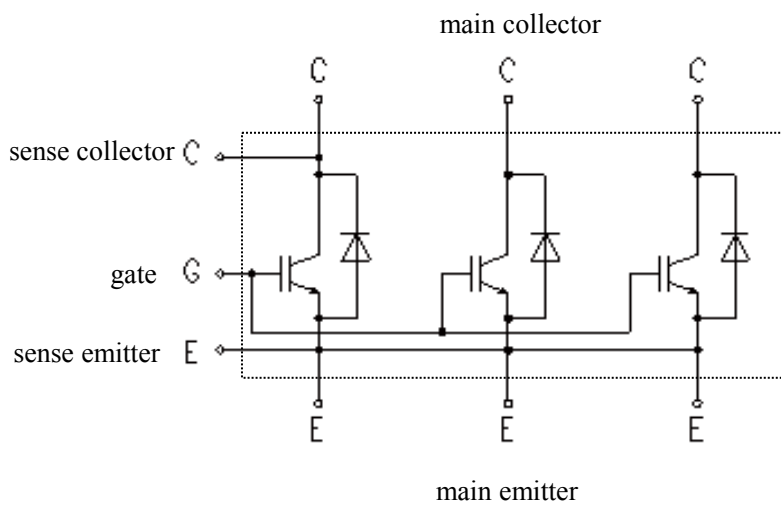 main collector
C C C
sense collector C
gate G
sense emitter E
E E E
main emitter